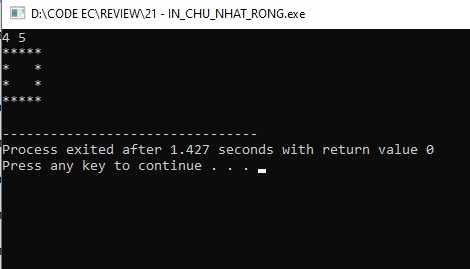 D:\CODE EC\REVIEW\21 - IN_CHU_NHAT_RONG.exe
4 5
*****
*   *
*   *
*****
--------------------------------
Process exited after 1.427 seconds with return value 0
Press any key to continue . . .